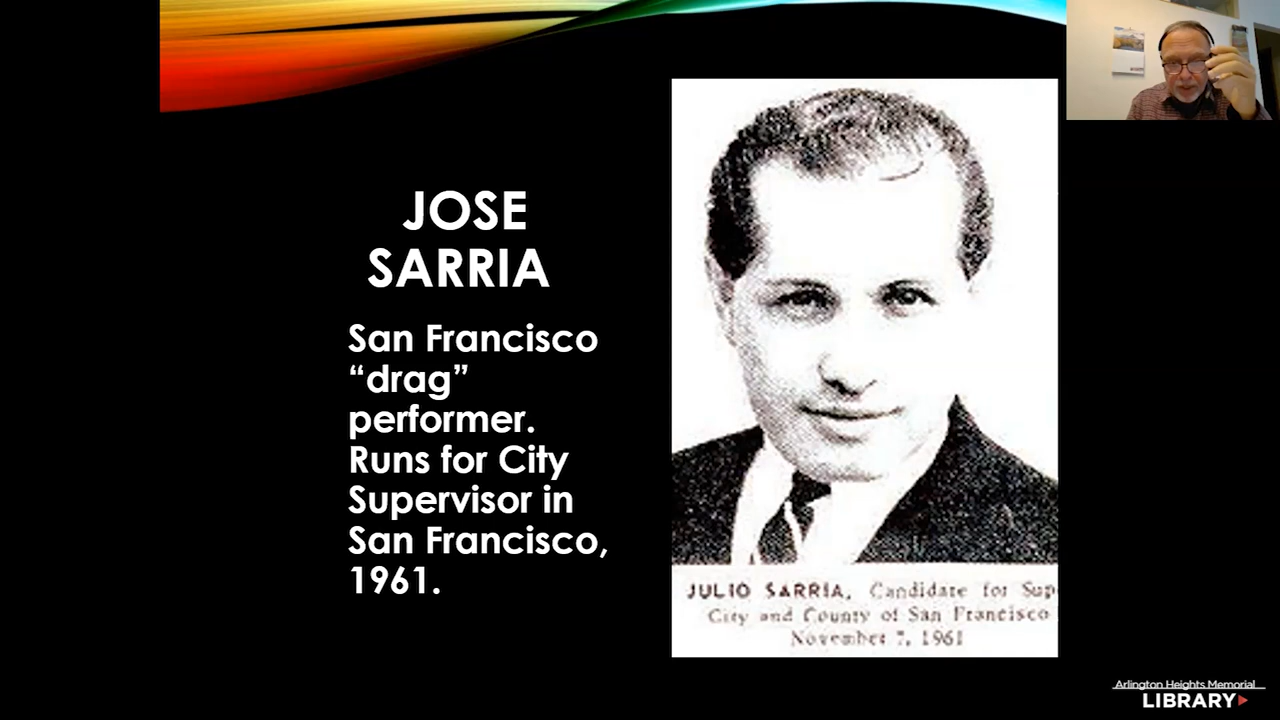 JOSE
SARRIA
San Francisco
“drag”
performer.
Runs for City
Supervisor in
San Francisco,
1961.
JULIO SARRIA, Candidate for Sup
City and County of San Francisco
November 7, 1961
Arlington Heights Memorial
LIBRARY